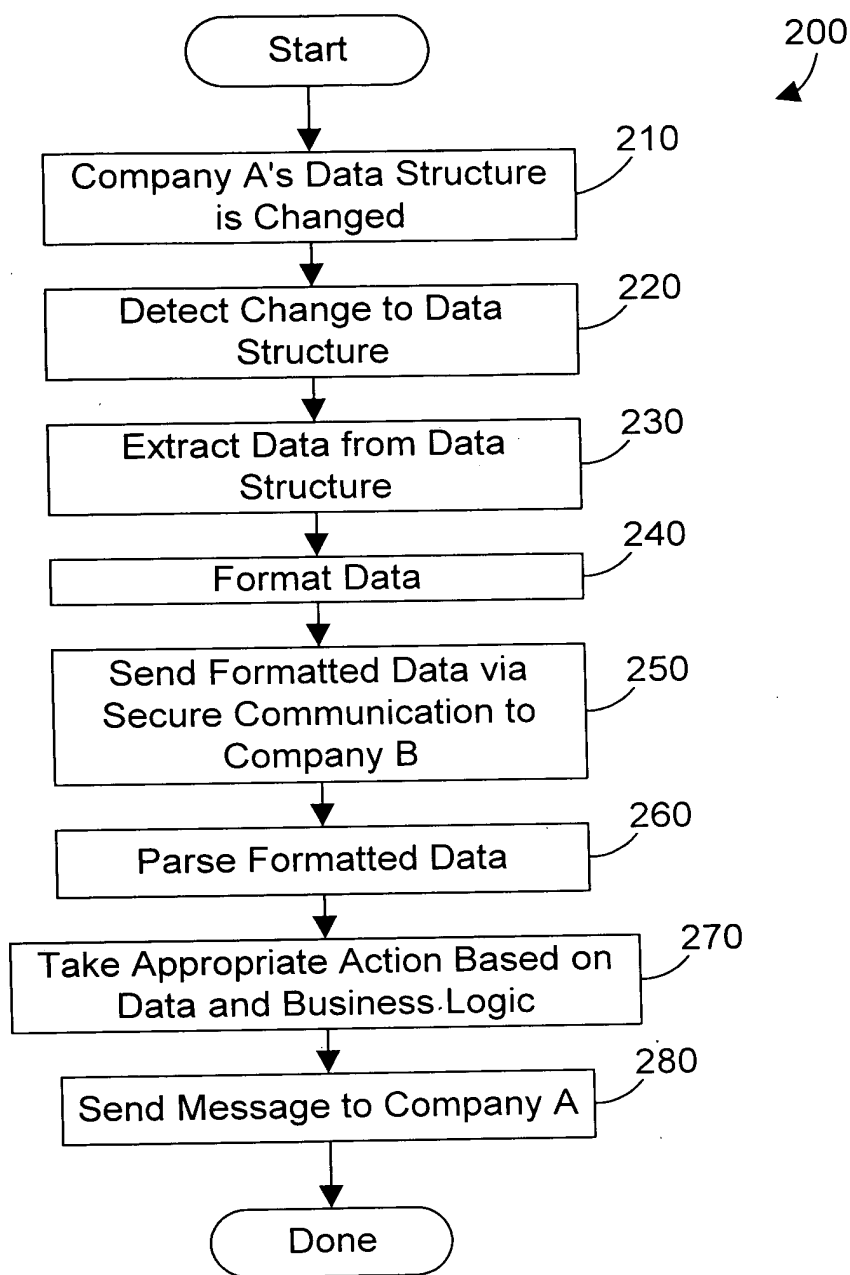 Start
200
210
Company A's Data Structure
is Changed
220
Detect Change to Data
Structure
230
Extract Data from Data
Structure
240
Format Data
250
Send Formatted Data via
Secure Communication to
Company B
260
Parse Formatted Data
270
Take Appropriate Action Based on
Data and Business Logic
280
Send Message to Company A
Done